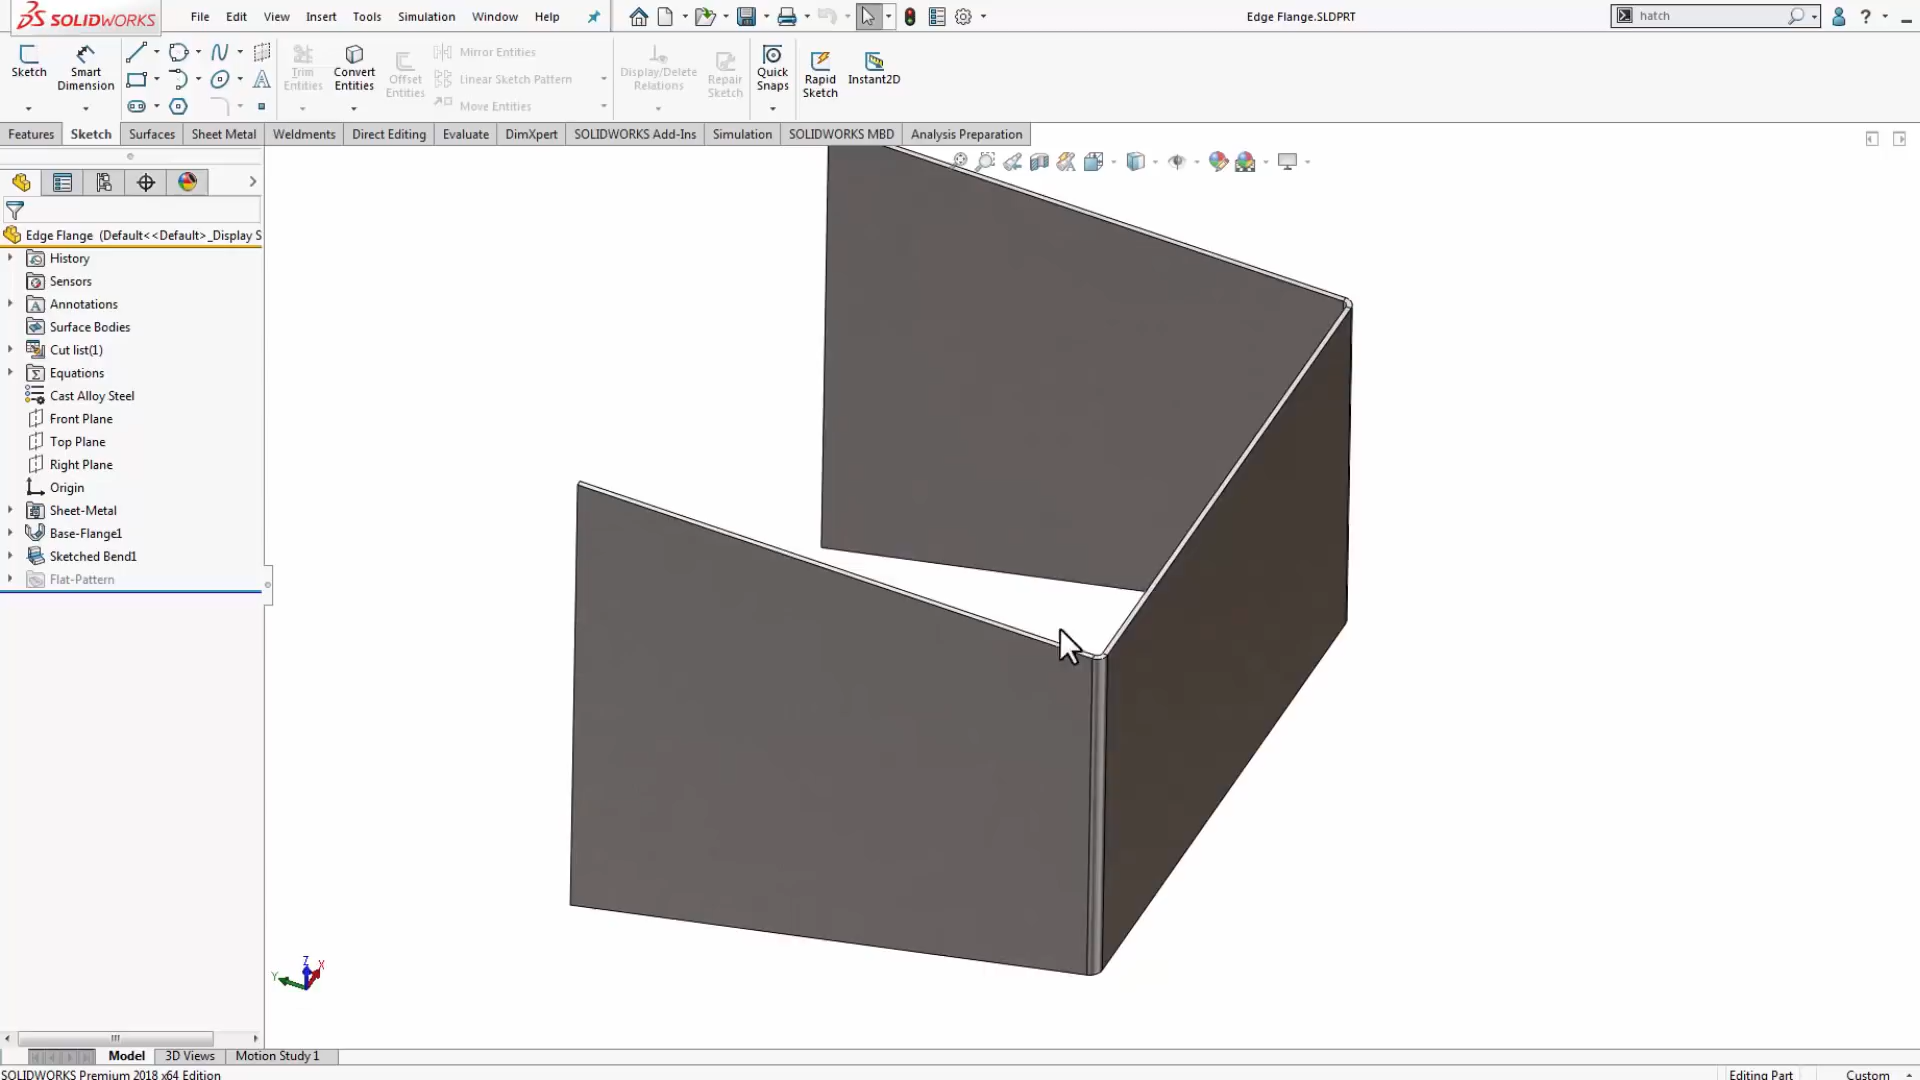 SOLIDWORKS File Edit View Insert Tools Simulation Window Help Edge Flange.SLDPRT hatch ?
Sketch Smart Dimension Trim Entities Convert Entities Offset Entities Mirror Entities Display/Delete Relations Repair Sketch Quick Snaps Rapid Sketch Instant2D
Linear Sketch Pattern
Move Entities
Features Sketch Surfaces Sheet Metal Weldments Direct Editing Evaluate DimXpert SOLIDWORKS Add-Ins Simulation SOLIDWORKS MBD Analysis Preparation
Edge Flange (Default<<Default>_Display S
History
Sensors
Annotations
Surface Bodies
Cut list(1)
Equations
Cast Alloy Steel
Front Plane
Top Plane
Right Plane
Origin
Sheet-Metal
Base-Flange1
Sketched Bend1
Flat-Pattern
Z
X
Y
Model 3D Views Motion Study 1
SOLIDWORKS Premium 2018 x64 Edition Editing Part Custom